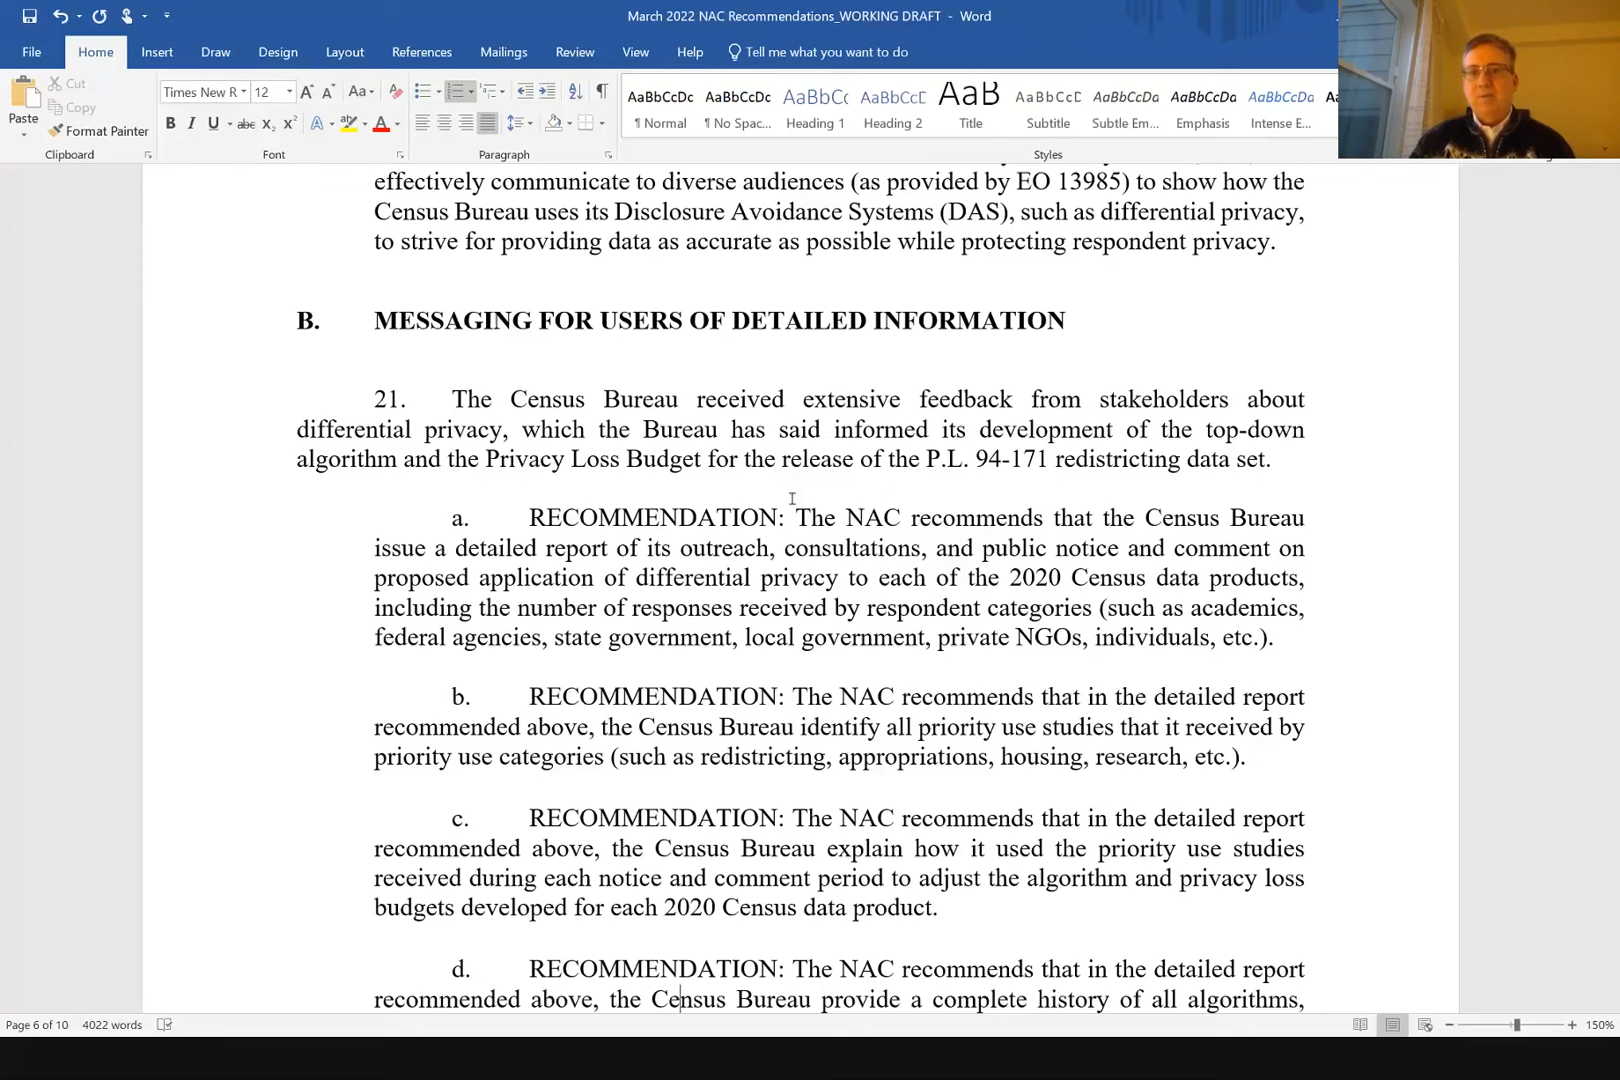 March 2022 NAC Recommendations_WORKING DRAFT - Word
File Home Insert Draw Design Layout References Mailings Review View Help Tell me what you want to do
Paste
Cut
Copy
Format Painter
Clipboard
Times New R 12 Aa
B I U abc X₂ X² A A
Font
Paragraph
AaBbCcDc AaBbCcDc AaBbCc AaBbCcD AaB AaBbCcD AaBbCcDa AaBbCcDa AaBbCcDa
¶ Normal ¶ No Spac... Heading 1 Heading 2 Title Subtitle Subtle Em... Emphasis Intense E...
Styles
effectively communicate to diverse audiences (as provided by EO 13985) to show how the
Census Bureau uses its Disclosure Avoidance Systems (DAS), such as differential privacy,
to strive for providing data as accurate as possible while protecting respondent privacy.
B. MESSAGING FOR USERS OF DETAILED INFORMATION
21. The Census Bureau received extensive feedback from stakeholders about
differential privacy, which the Bureau has said informed its development of the top-down
algorithm and the Privacy Loss Budget for the release of the P.L. 94-171 redistricting data set.
a. RECOMMENDATION: The NAC recommends that the Census Bureau
issue a detailed report of its outreach, consultations, and public notice and comment on
proposed application of differential privacy to each of the 2020 Census data products,
including the number of responses received by respondent categories (such as academics,
federal agencies, state government, local government, private NGOs, individuals, etc.).
b. RECOMMENDATION: The NAC recommends that in the detailed report
recommended above, the Census Bureau identify all priority use studies that it received by
priority use categories (such as redistricting, appropriations, housing, research, etc.).
c. RECOMMENDATION: The NAC recommends that in the detailed report
recommended above, the Census Bureau explain how it used the priority use studies
received during each notice and comment period to adjust the algorithm and privacy loss
budgets developed for each 2020 Census data product.
d. RECOMMENDATION: The NAC recommends that in the detailed report
recommended above, the Census Bureau provide a complete history of all algorithms,
Page 6 of 10 4022 words 150%